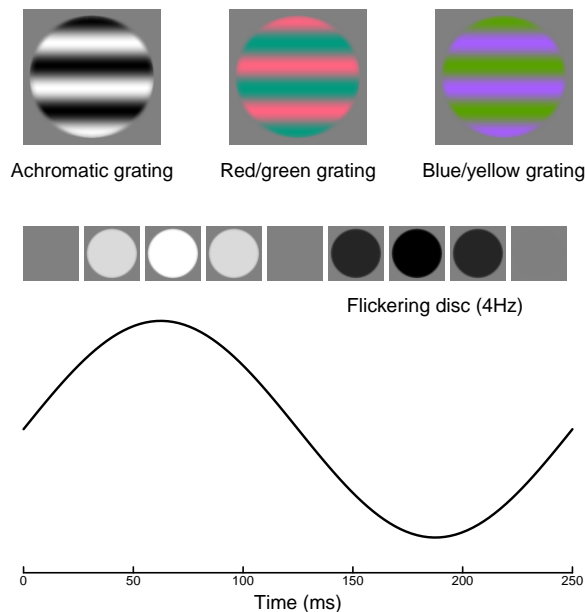 Achromatic grating
Red/green grating
Blue/yellow grating
Flickering disc (4Hz)
0 50 100 150 200 250
Time (ms)